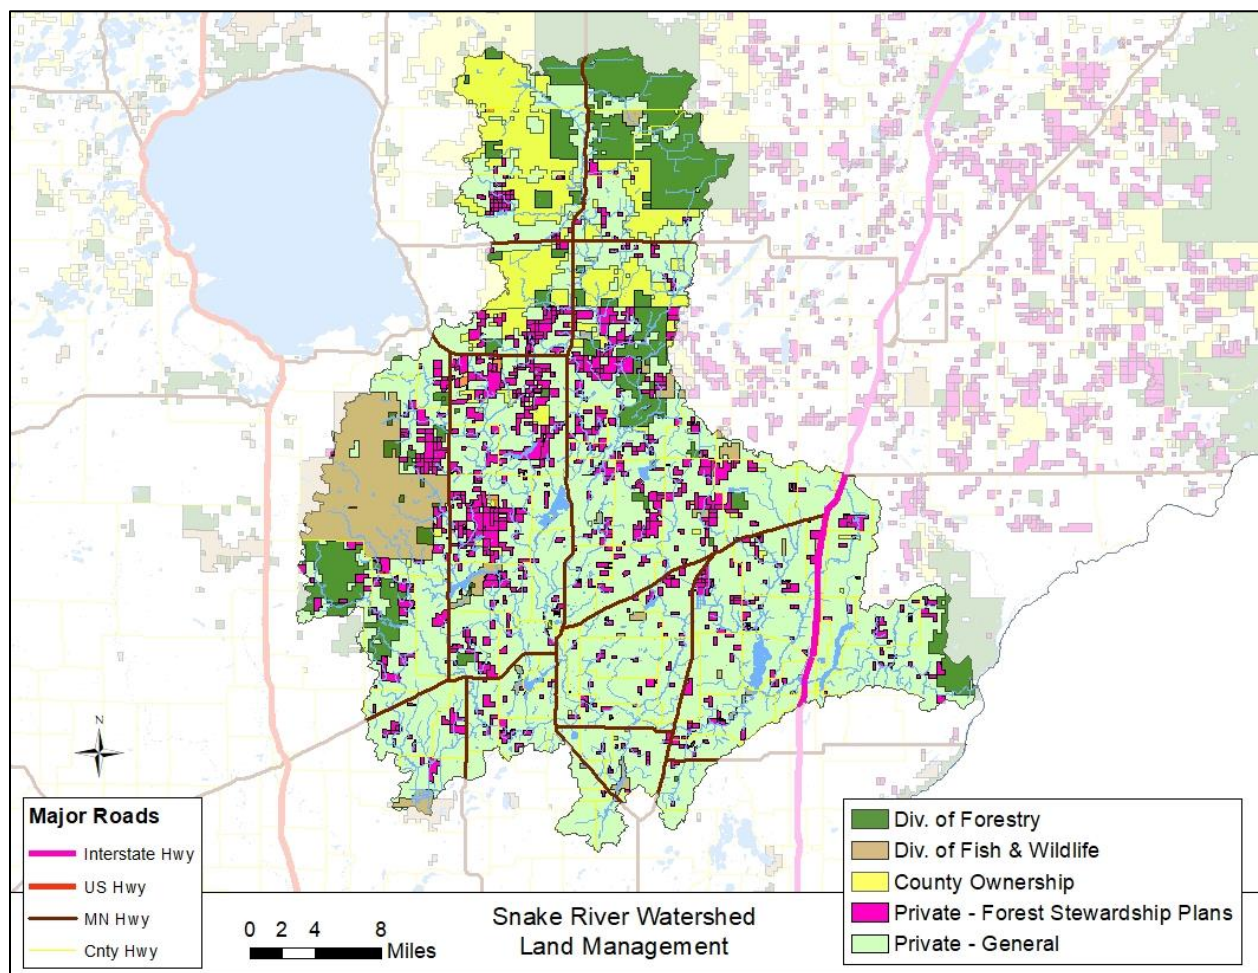 N
Major Roads
Interstate Hwy
US Hwy
MN Hwy
Cnty Hwy
0 2 4 8
Miles
Snake River Watershed
Land Management
Div. of Forestry
Div. of Fish & Wildlife
County Ownership
Private - Forest Stewardship Plans
Private - General